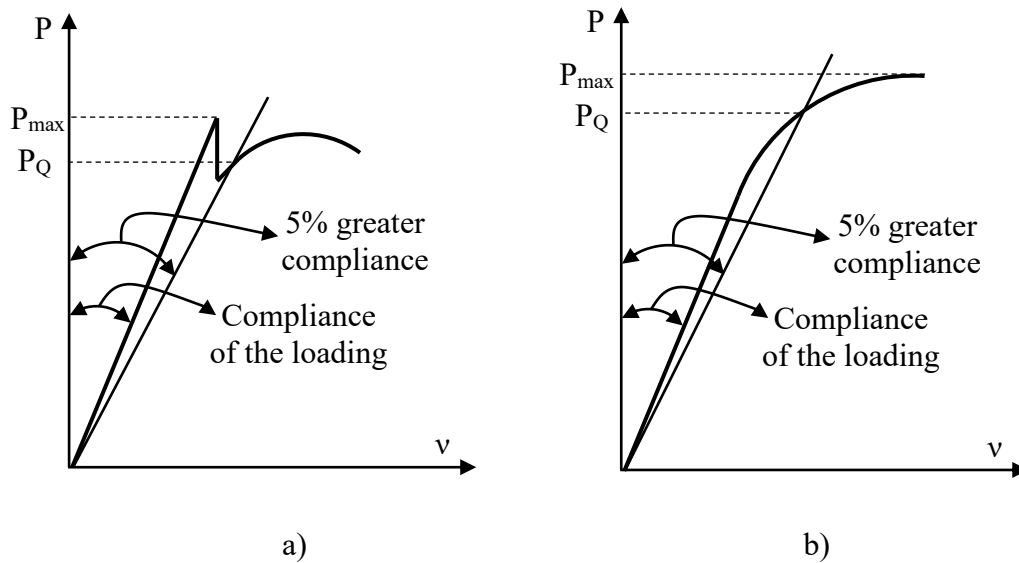 P
P_max
P_Q
5% greater
compliance
Compliance
of the loading
ν
a)
P
P_max
P_Q
5% greater
compliance
Compliance
of the loading
ν
b)